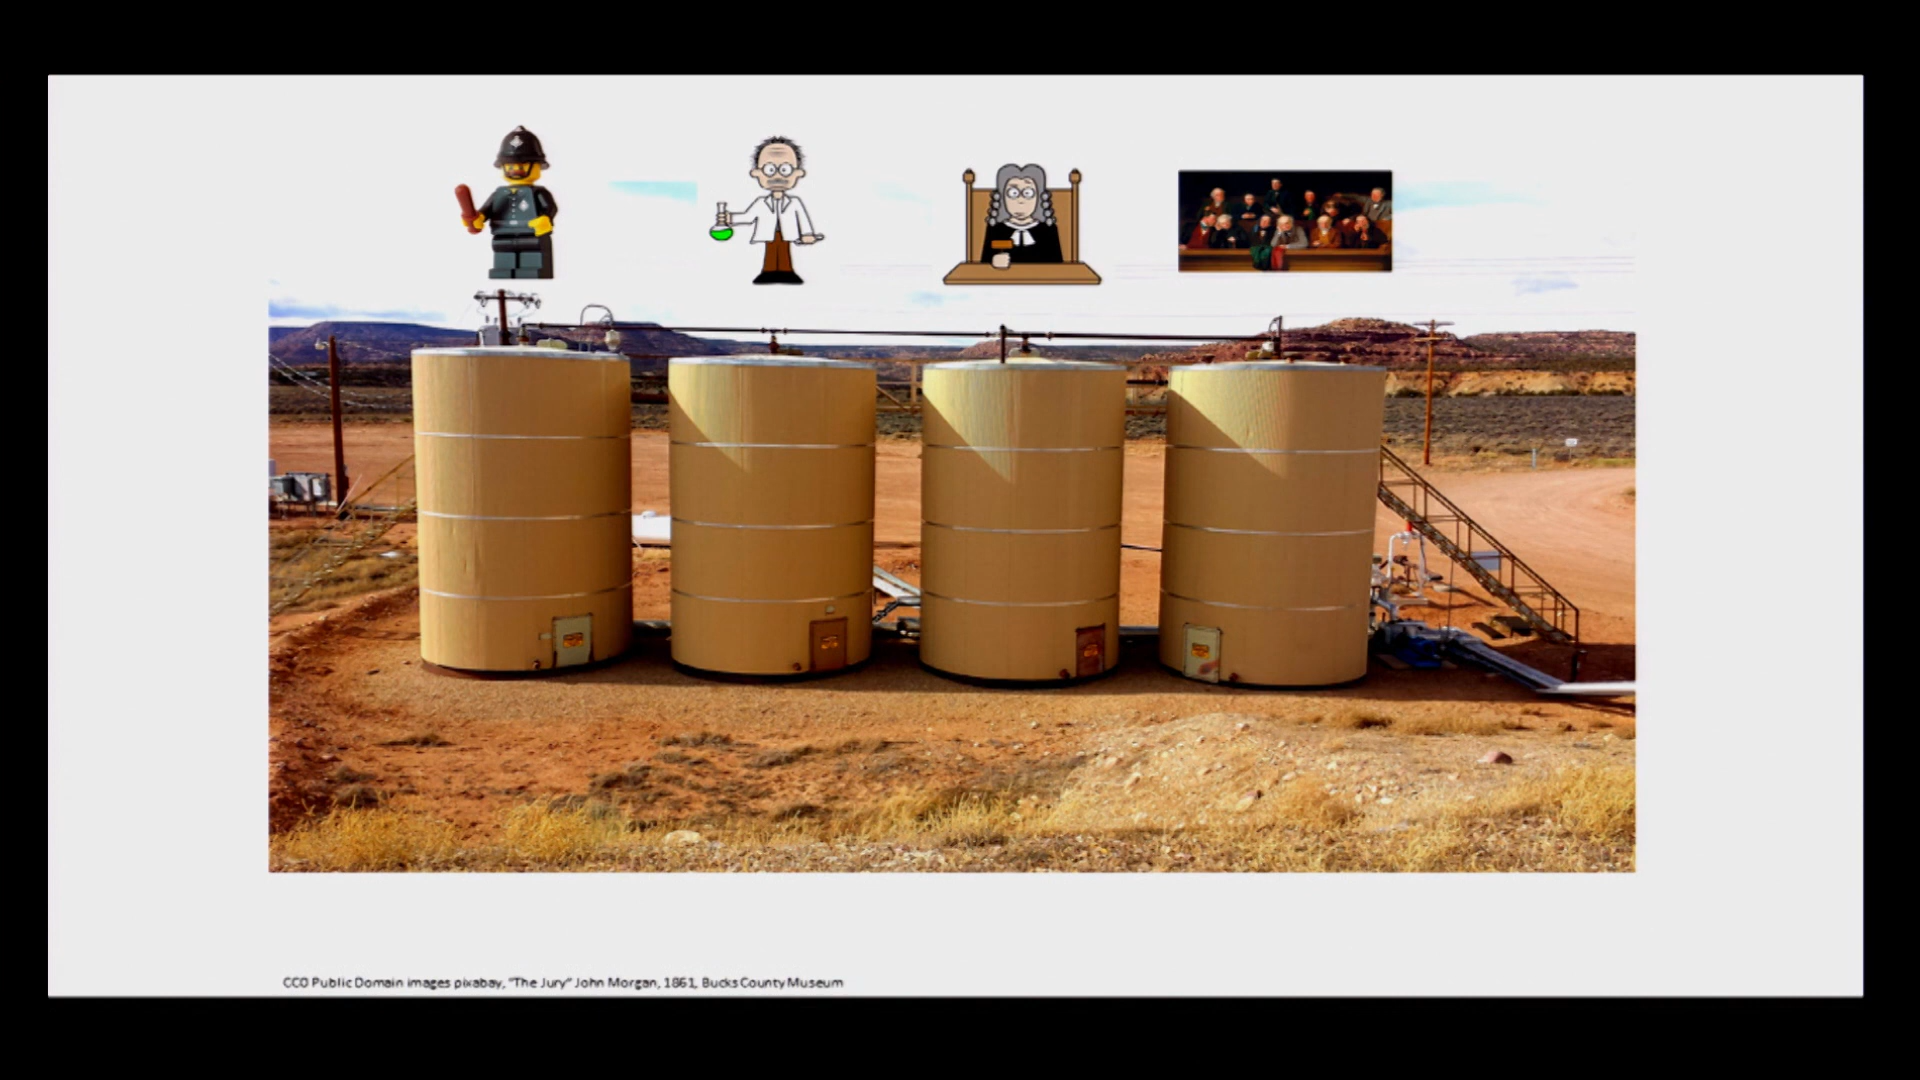 CC0 Public Domain images pixabay, "The Jury" John Morgan, 1861, Bucks County Museum